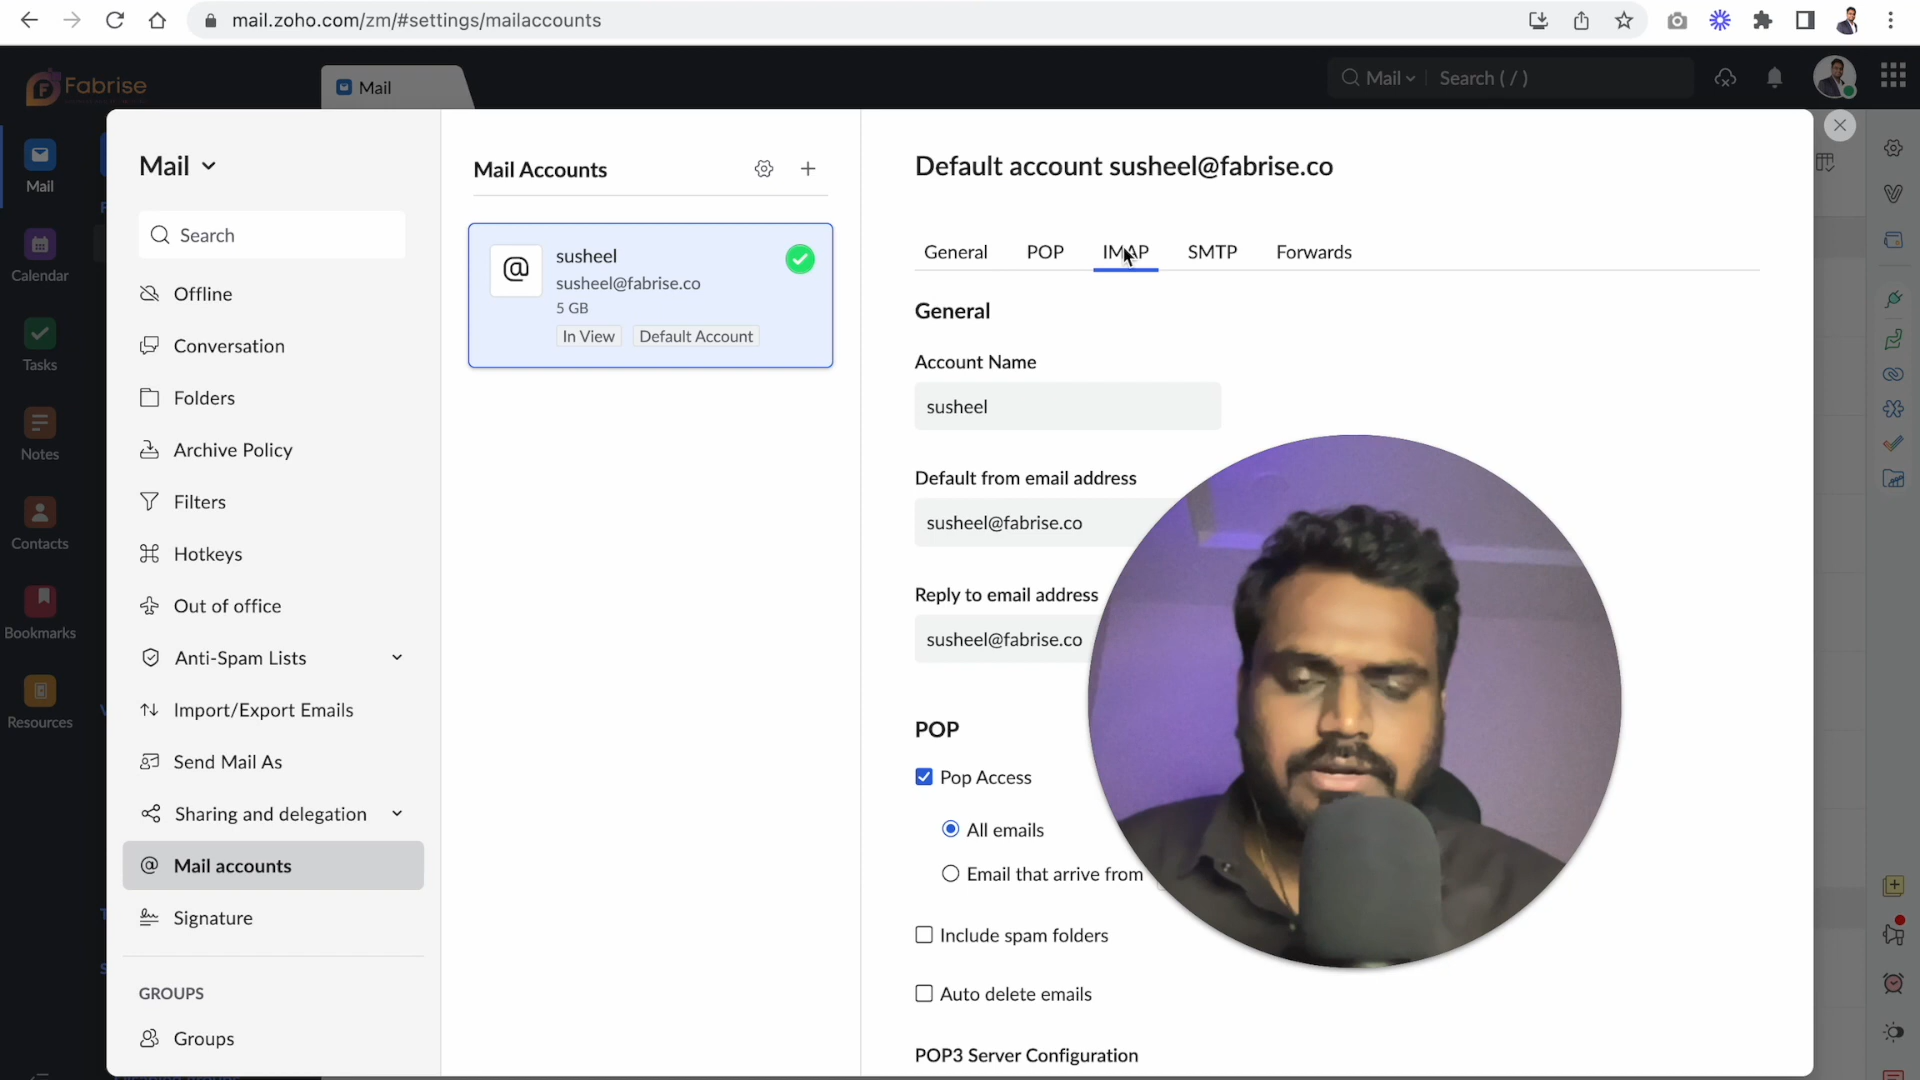 mail.zoho.com/zm/#settings/mailaccounts
Fabrise
Mail
Mail
Search ( / )
Mail
Calendar
Tasks
Notes
Contacts
Bookmarks
Resources
Mail
Search
Offline
Conversation
Folders
Archive Policy
Filters
Hotkeys
Out of office
Anti-Spam Lists
Import/Export Emails
Send Mail As
Sharing and delegation
Mail accounts
Signature
GROUPS
Groups
Mail Accounts
susheel
susheel@fabrise.co
5 GB
In View
Default Account
Default account susheel@fabrise.co
General
POP
IMAP
SMTP
Forwards
General
Account Name
susheel
Default from email address
susheel@fabrise.co
Reply to email address
susheel@fabrise.co
POP
Pop Access
All emails
Email that arrive from
Include spam folders
Auto delete emails
POP3 Server Configuration